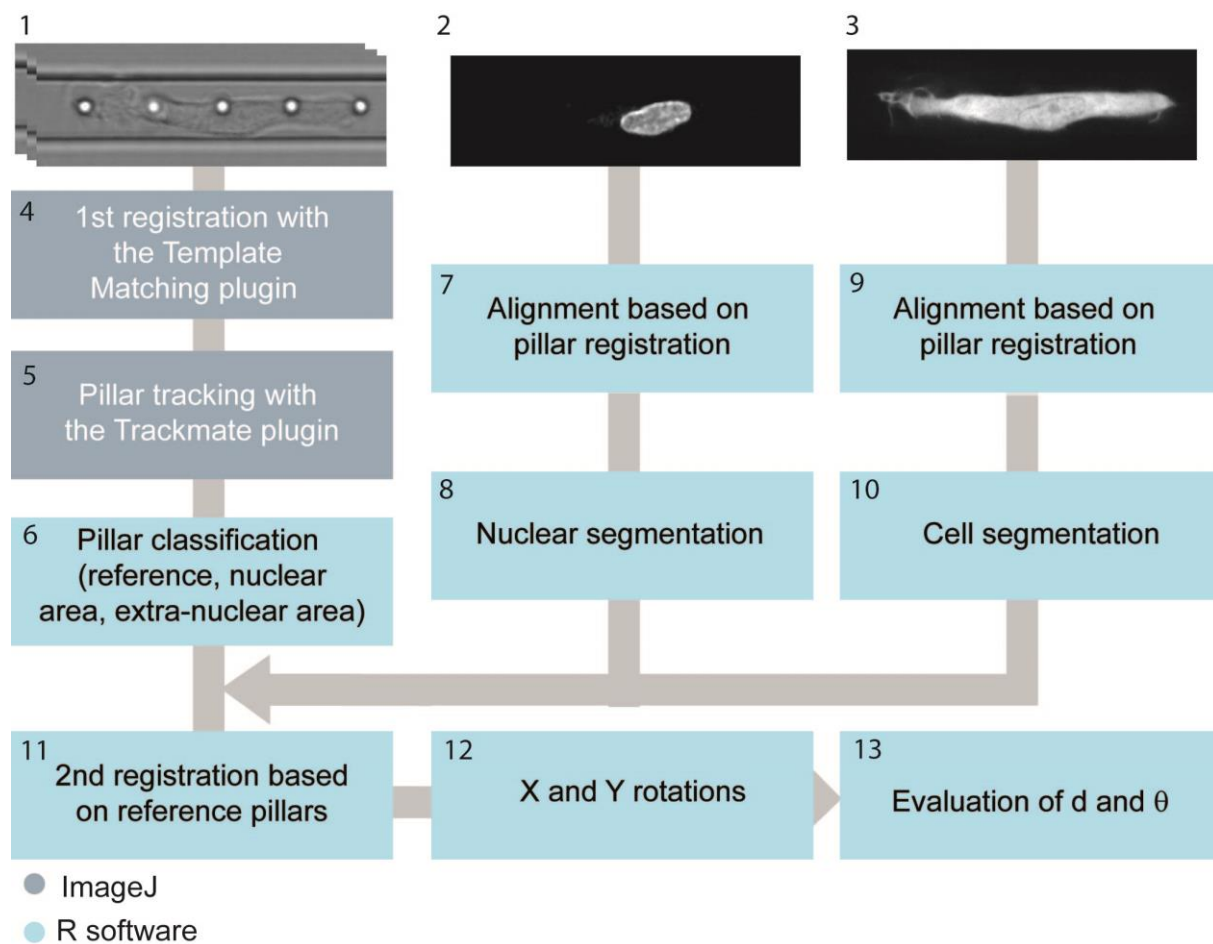 1
2
3
4
1st registration with
the Template
Matching plugin
5
Pillar tracking with
the Trackmate plugin
6
Pillar classification
(reference, nuclear
area, extra-nuclear area)
7
Alignment based on
pillar registration
8
Nuclear segmentation
9
Alignment based on
pillar registration
10
Cell segmentation
11
2nd registration based
on reference pillars
12
X and Y rotations
13
Evaluation of d and θ
ImageJ
R software